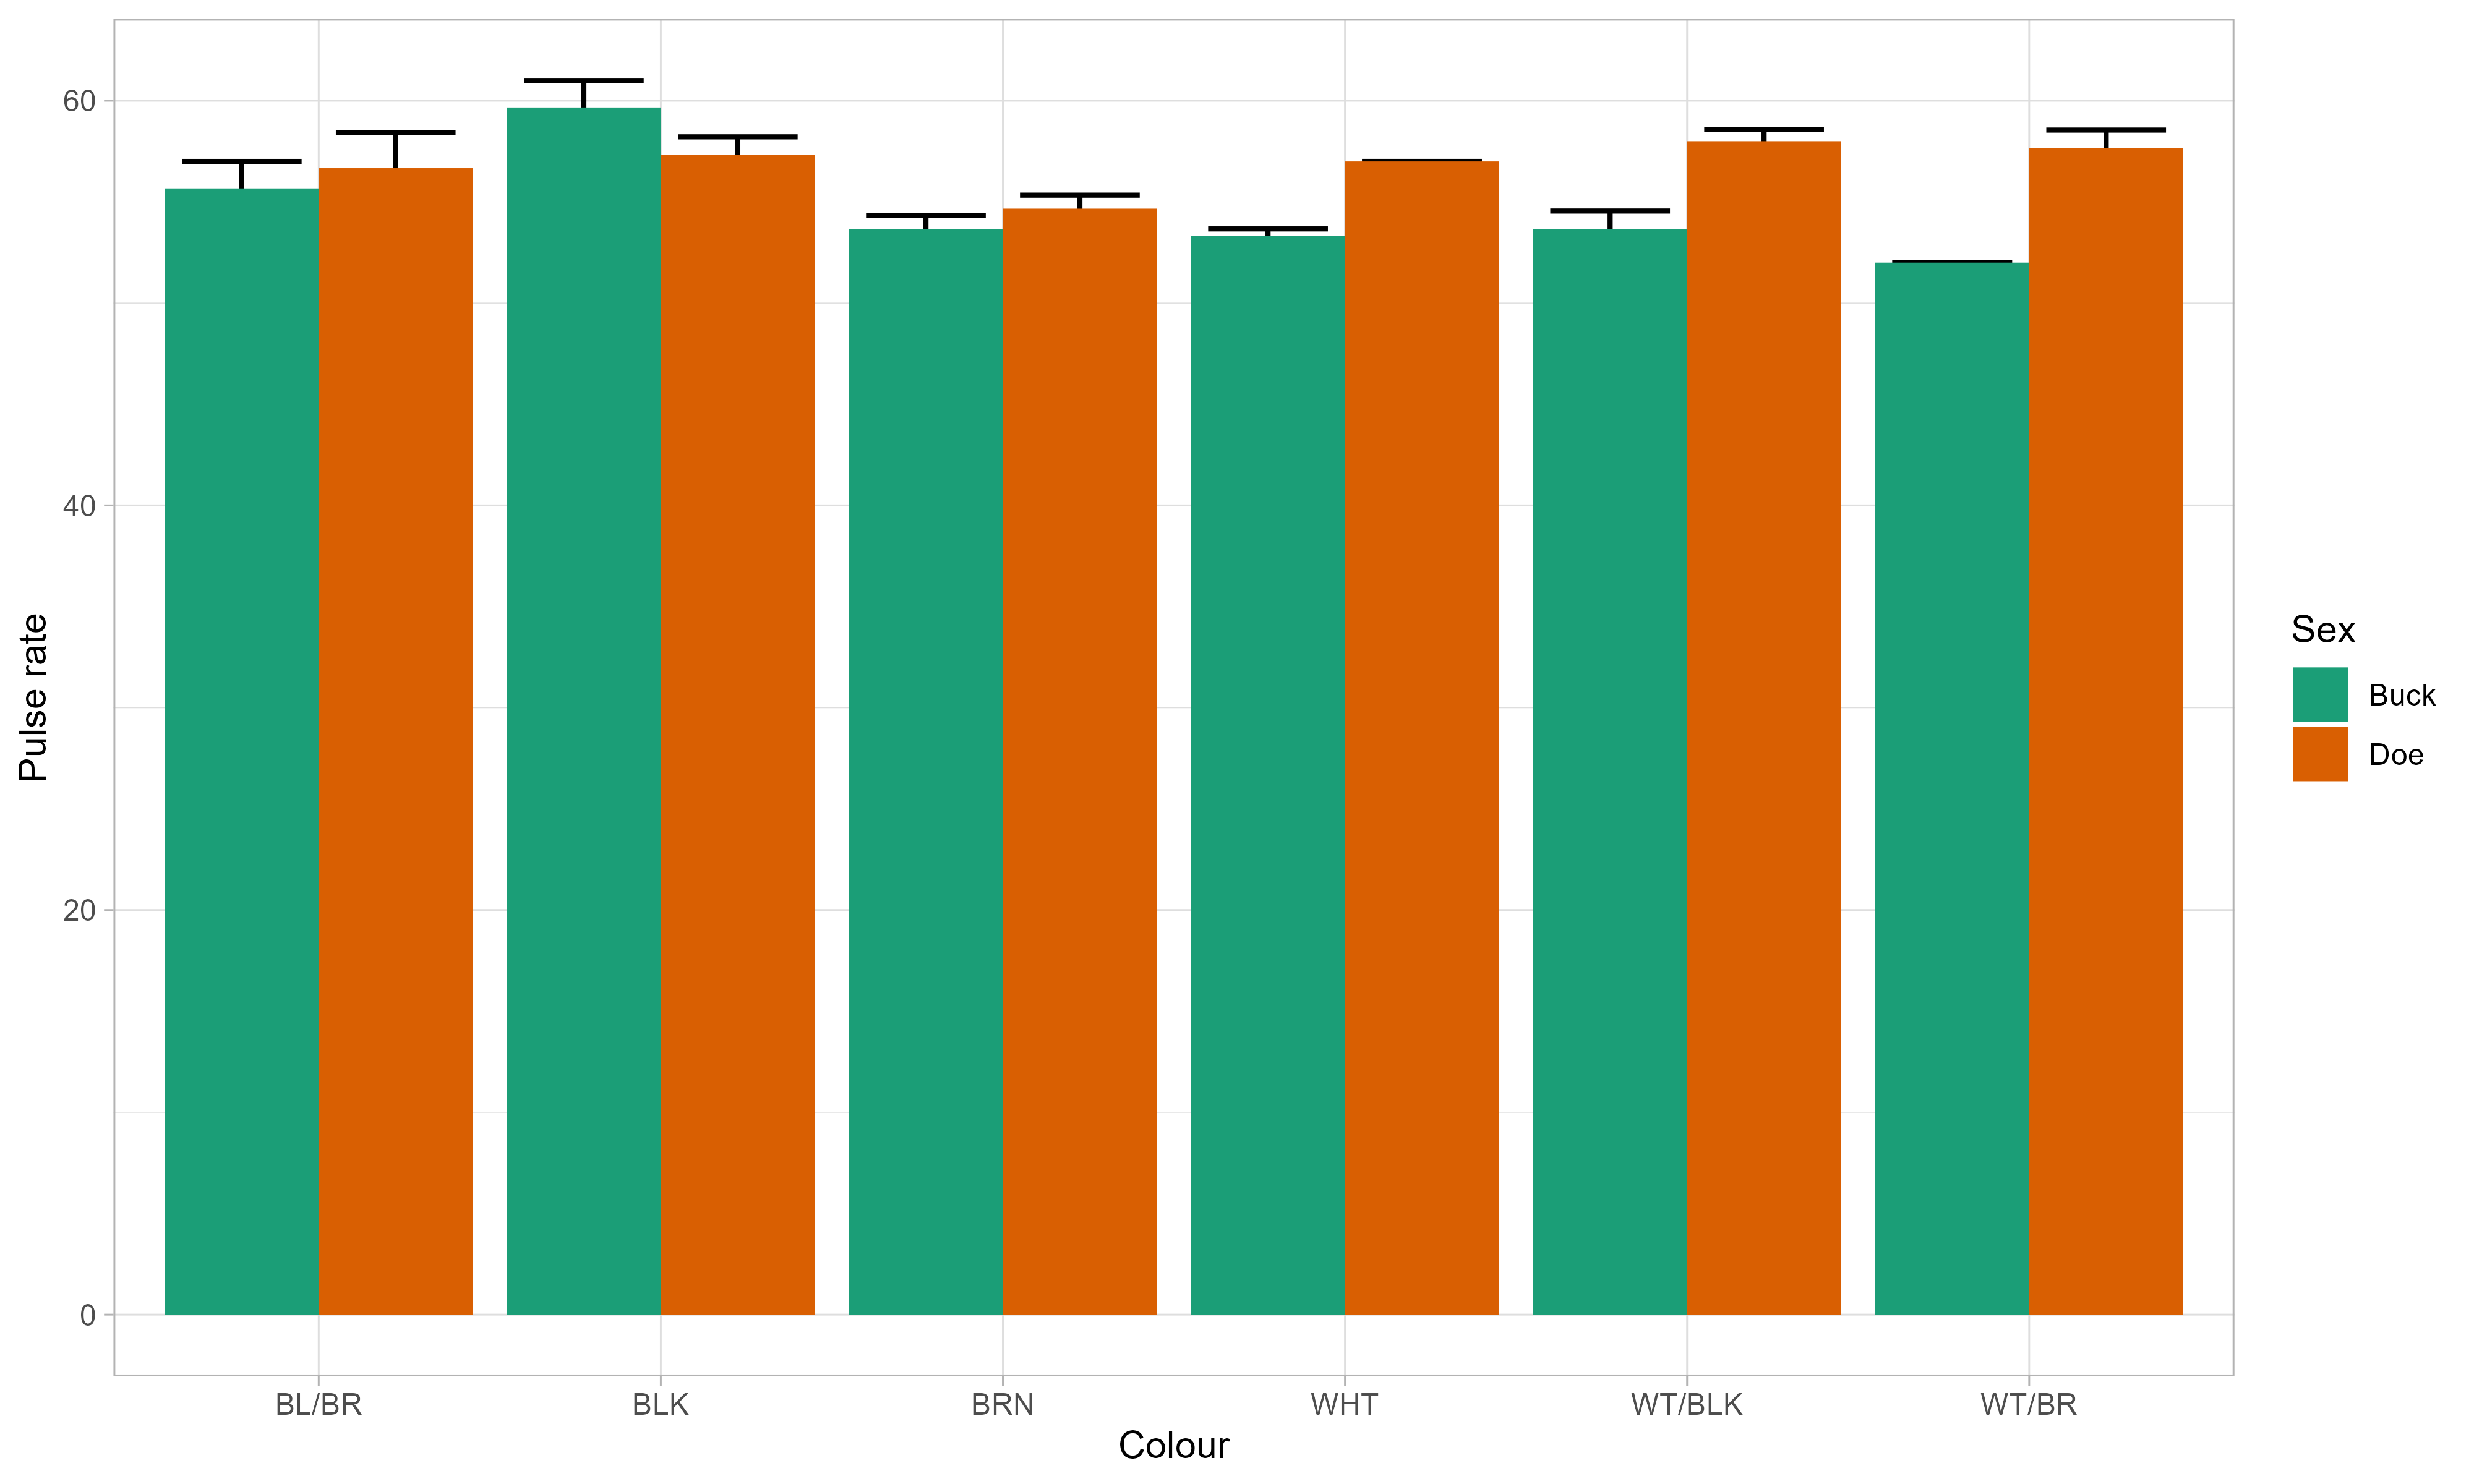 60
40
20
0
Pulse rate
BL/BR
BLK
BRN
WHT
WT/BLK
WT/BR
Colour
Sex
Buck
Doe